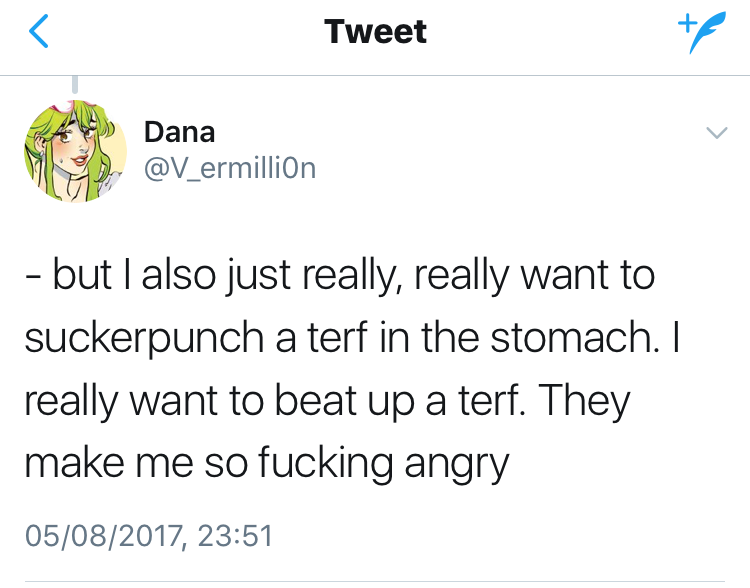 Tweet
Dana
@V_ermilli0n
- but I also just really, really want to
suckerpunch a terf in the stomach. I
really want to beat up a terf. They
make me so fucking angry
05/08/2017, 23:51